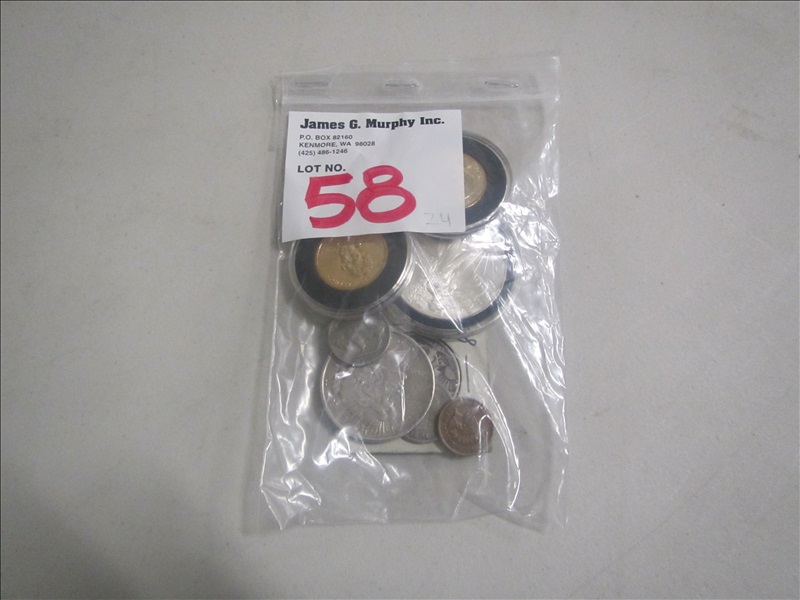 James G. Murphy Inc.
P.O. BOX 82160
KENMORE, WA 98028
(425) 486-1246
LOT NO.
58
24